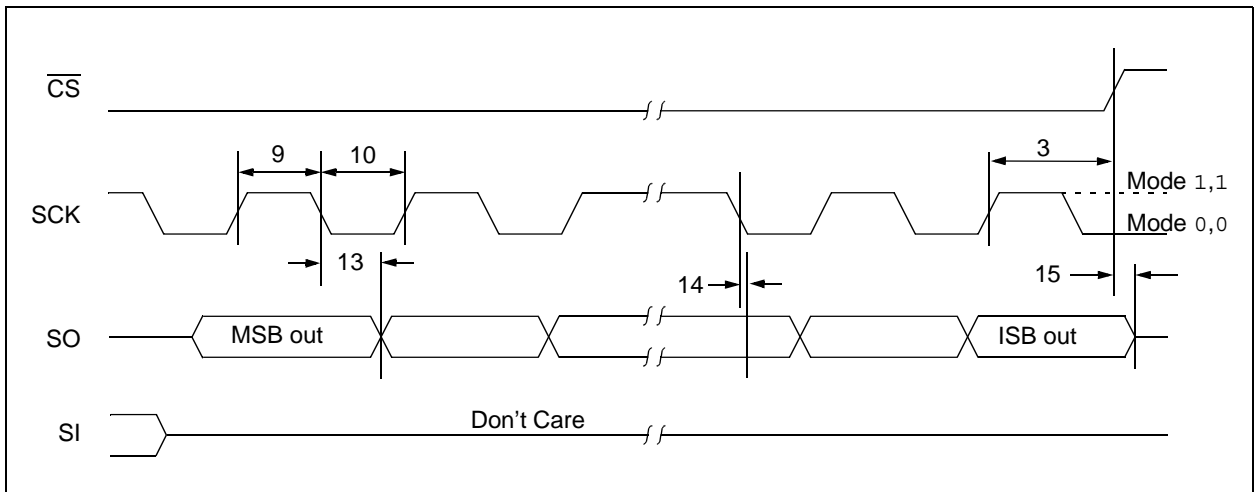 CS
9
10
3
SCK
Mode 1,1
Mode 0,0
13
14
15
SO
MSB out
ISB out
SI
Don't Care